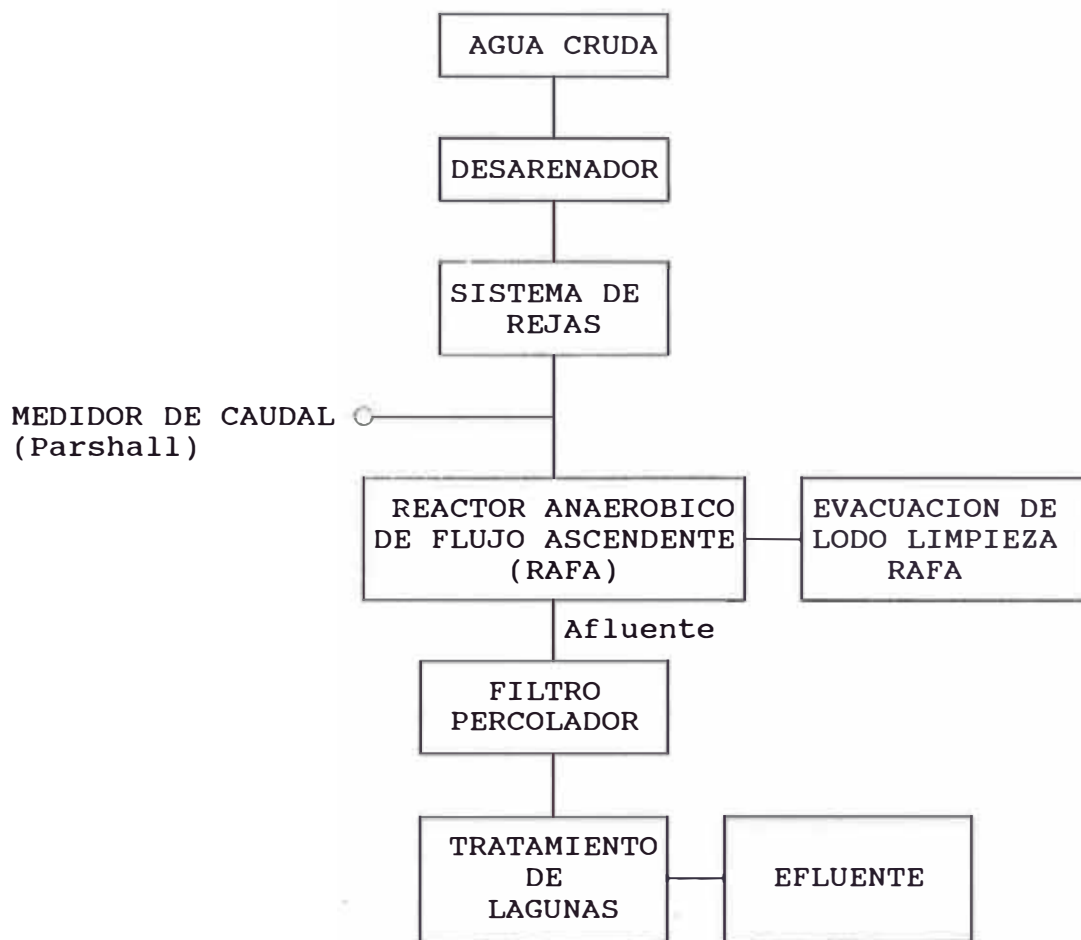 AGUA CRUDA
DESARENADOR
SISTEMA DE
REJAS
MEDIDOR DE CAUDAL
(Parshall)
REACTOR ANAEROBICO
DE FLUJO ASCENDENTE
(RAFA)
EVACUACION DE
LODO LIMPIEZA
RAFA
Afluente
FILTRO
PERCOLADOR
TRATAMIENTO
DE
LAGUNAS
EFLUENTE